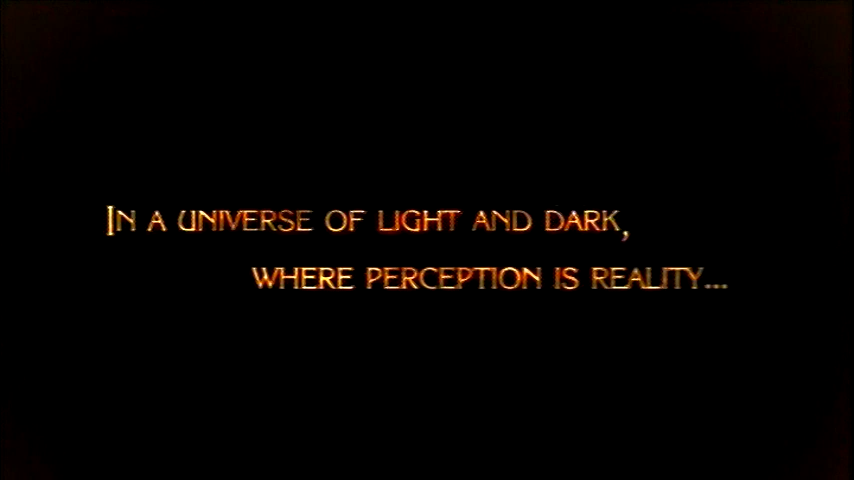 In a universe of light and dark,
where perception is reality...